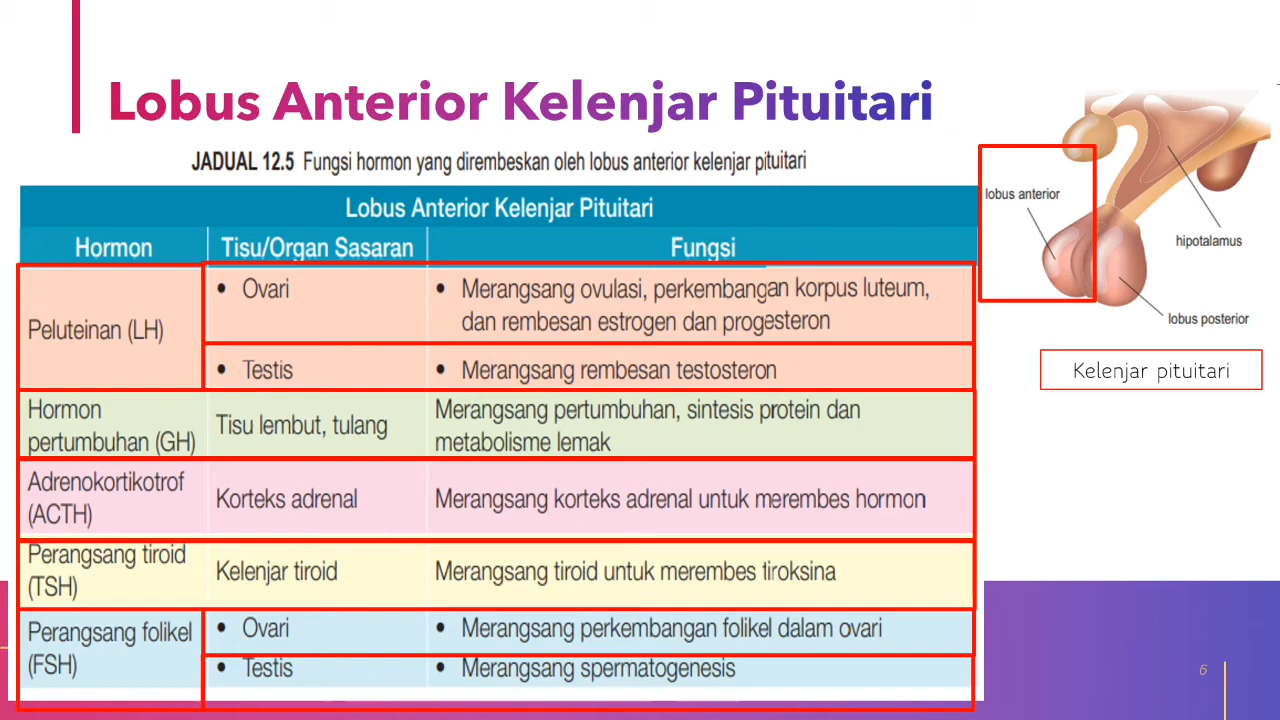 Lobus Anterior Kelenjar Pituitari
JADUAL 12.5 Fungsi hormon yang dirembeskan oleh lobus anterior kelenjar pituitari
Lobus Anterior Kelenjar Pituitari
Hormon
Tisu/Organ Sasaran
Fungsi
Peluteinan (LH)
• Ovari
• Merangsang ovulasi, perkembangan korpus luteum,
dan rembesan estrogen dan progesteron
• Testis
• Merangsang rembesan testosteron
Hormon
pertumbuhan (GH)
Tisu lembut, tulang
Merangsang pertumbuhan, sintesis protein dan
metabolisme lemak
Adrenokortikotrof
(ACTH)
Korteks adrenal
Merangsang korteks adrenal untuk merembes hormon
Perangsang tiroid
(TSH)
Kelenjar tiroid
Merangsang tiroid untuk merembes tiroksina
Perangsang folikel
(FSH)
• Ovari
• Merangsang perkembangan folikel dalam ovari
• Testis
• Merangsang spermatogenesis
lobus anterior
hipotalamus
lobus posterior
Kelenjar pituitari
6